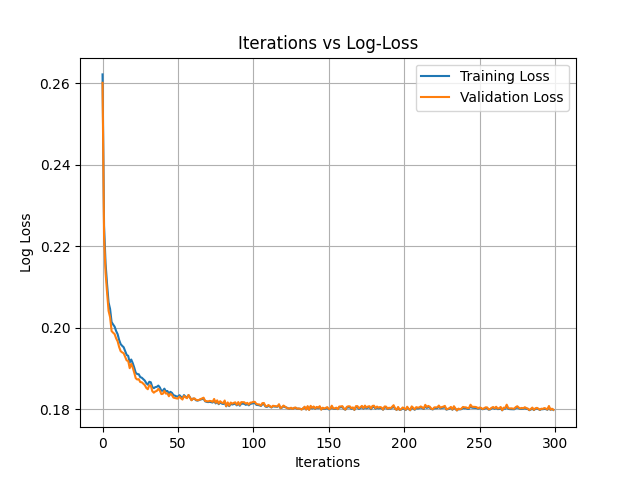 Iterations vs Log-Loss
Training Loss
Validation Loss
0.26
0.24
0.22
0.20
0.18
Log Loss
0 50 100 150 200 250 300
Iterations